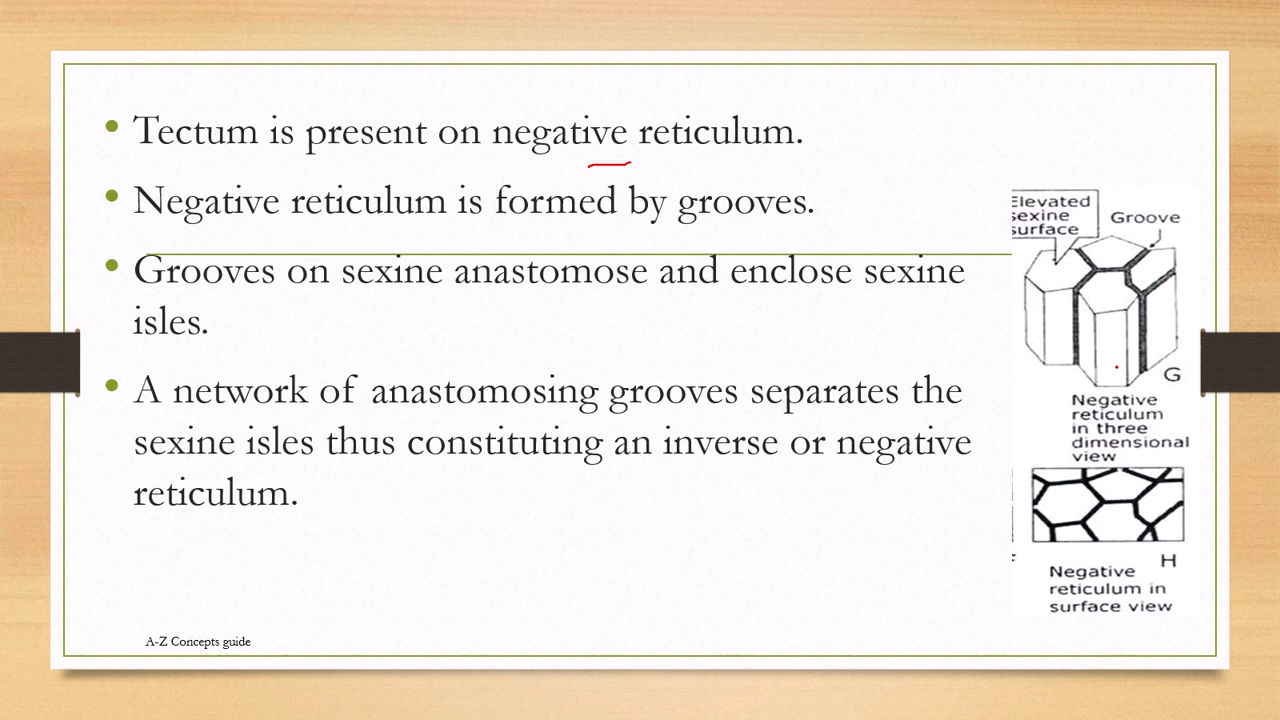 Tectum is present on negative reticulum.
Negative reticulum is formed by grooves.
Grooves on sexine anastomose and enclose sexine
isles.
A network of anastomosing grooves separates the
sexine isles thus constituting an inverse or negative
reticulum.
Elevated
sexine
surface
Groove
G
Negative
reticulum
in three
dimensional
view
H
Negative
reticulum in
surface view
A-Z Concepts guide